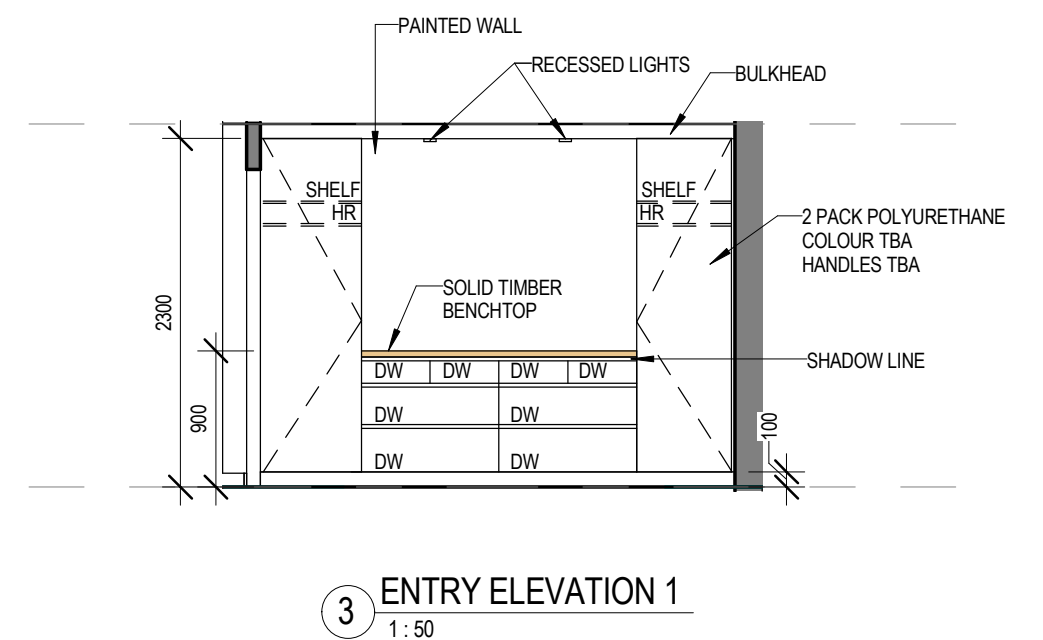 PAINTED WALL
RECESSED LIGHTS
BULKHEAD
SHELF
SHELF
HR
HR
2 PACK POLYURETHANE
COLOUR TBA
HANDLES TBA
SOLID TIMBER
BENCHTOP
2300
SHADOW LINE
DW DW DW DW
900
DW DW
100
DW DW
3 ENTRY ELEVATION 1
1 : 50